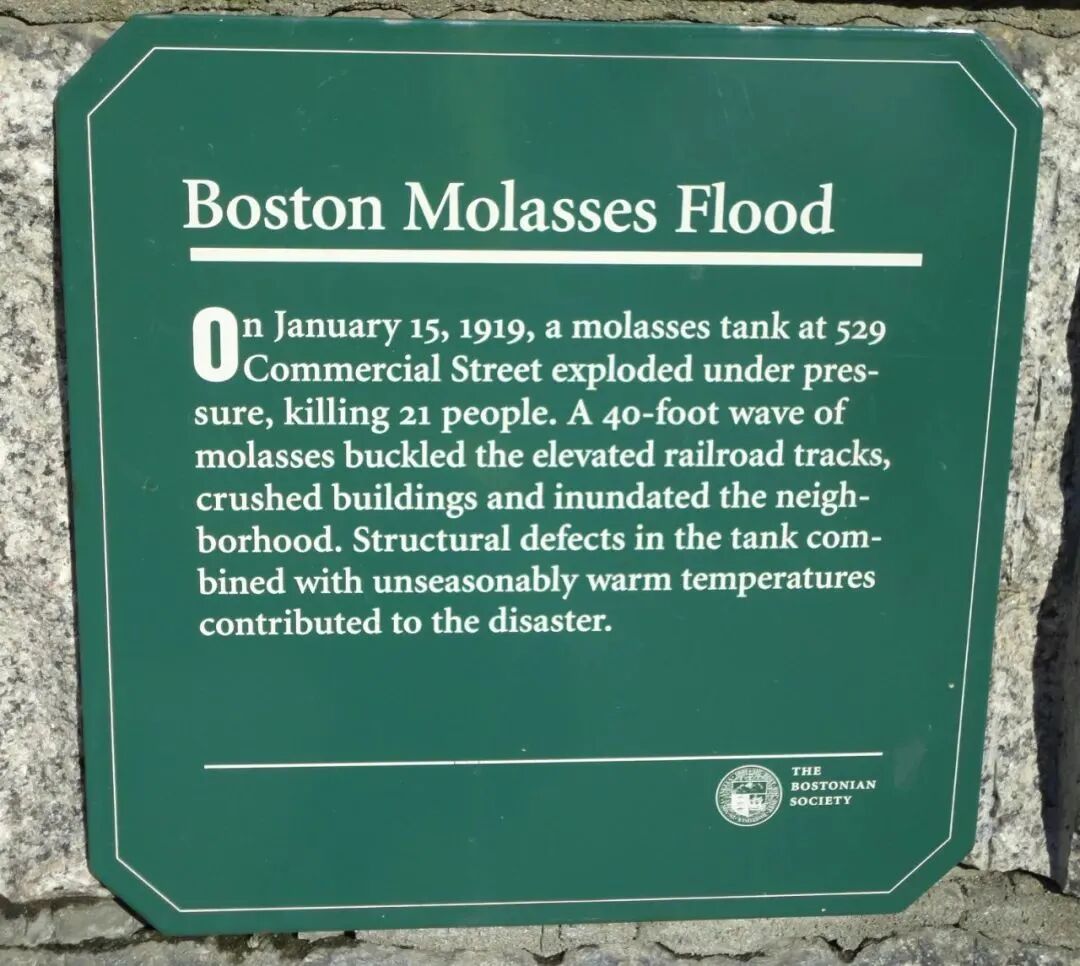 Boston Molasses Flood
On January 15, 1919, a molasses tank at 529
Commercial Street exploded under pres-
sure, killing 21 people. A 40-foot wave of
molasses buckled the elevated railroad tracks,
crushed buildings and inundated the neigh-
borhood. Structural defects in the tank com-
bined with unseasonably warm temperatures
contributed to the disaster.
THE
BOSTONIAN
SOCIETY